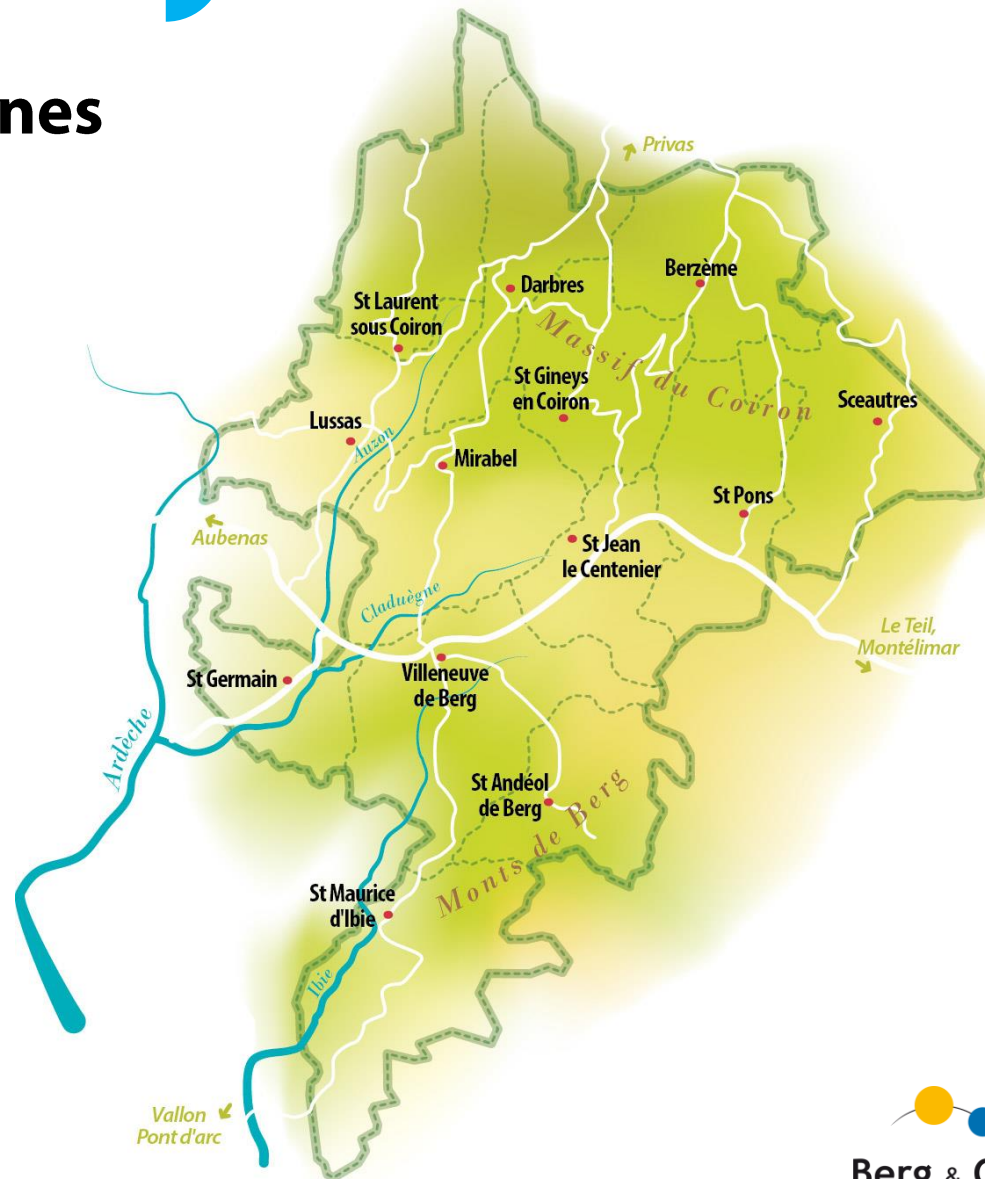 nes
Privas
Berzème
Darbres
St Laurent
sous Coiron
Massif du Coiron
St Gineys
en Coiron
Sceautres
Lussas
Auzon
Mirabel
St Pons
Aubenas
St Jean
le Centenier
Claduègne
Le Teil,
Montélimar
St Germain
Villeneuve
de Berg
Ardèche
St Andéol
de Berg
Monts de Berg
St Maurice
d'Ibie
Ibie
Vallon
Pont d'arc
Berg & C